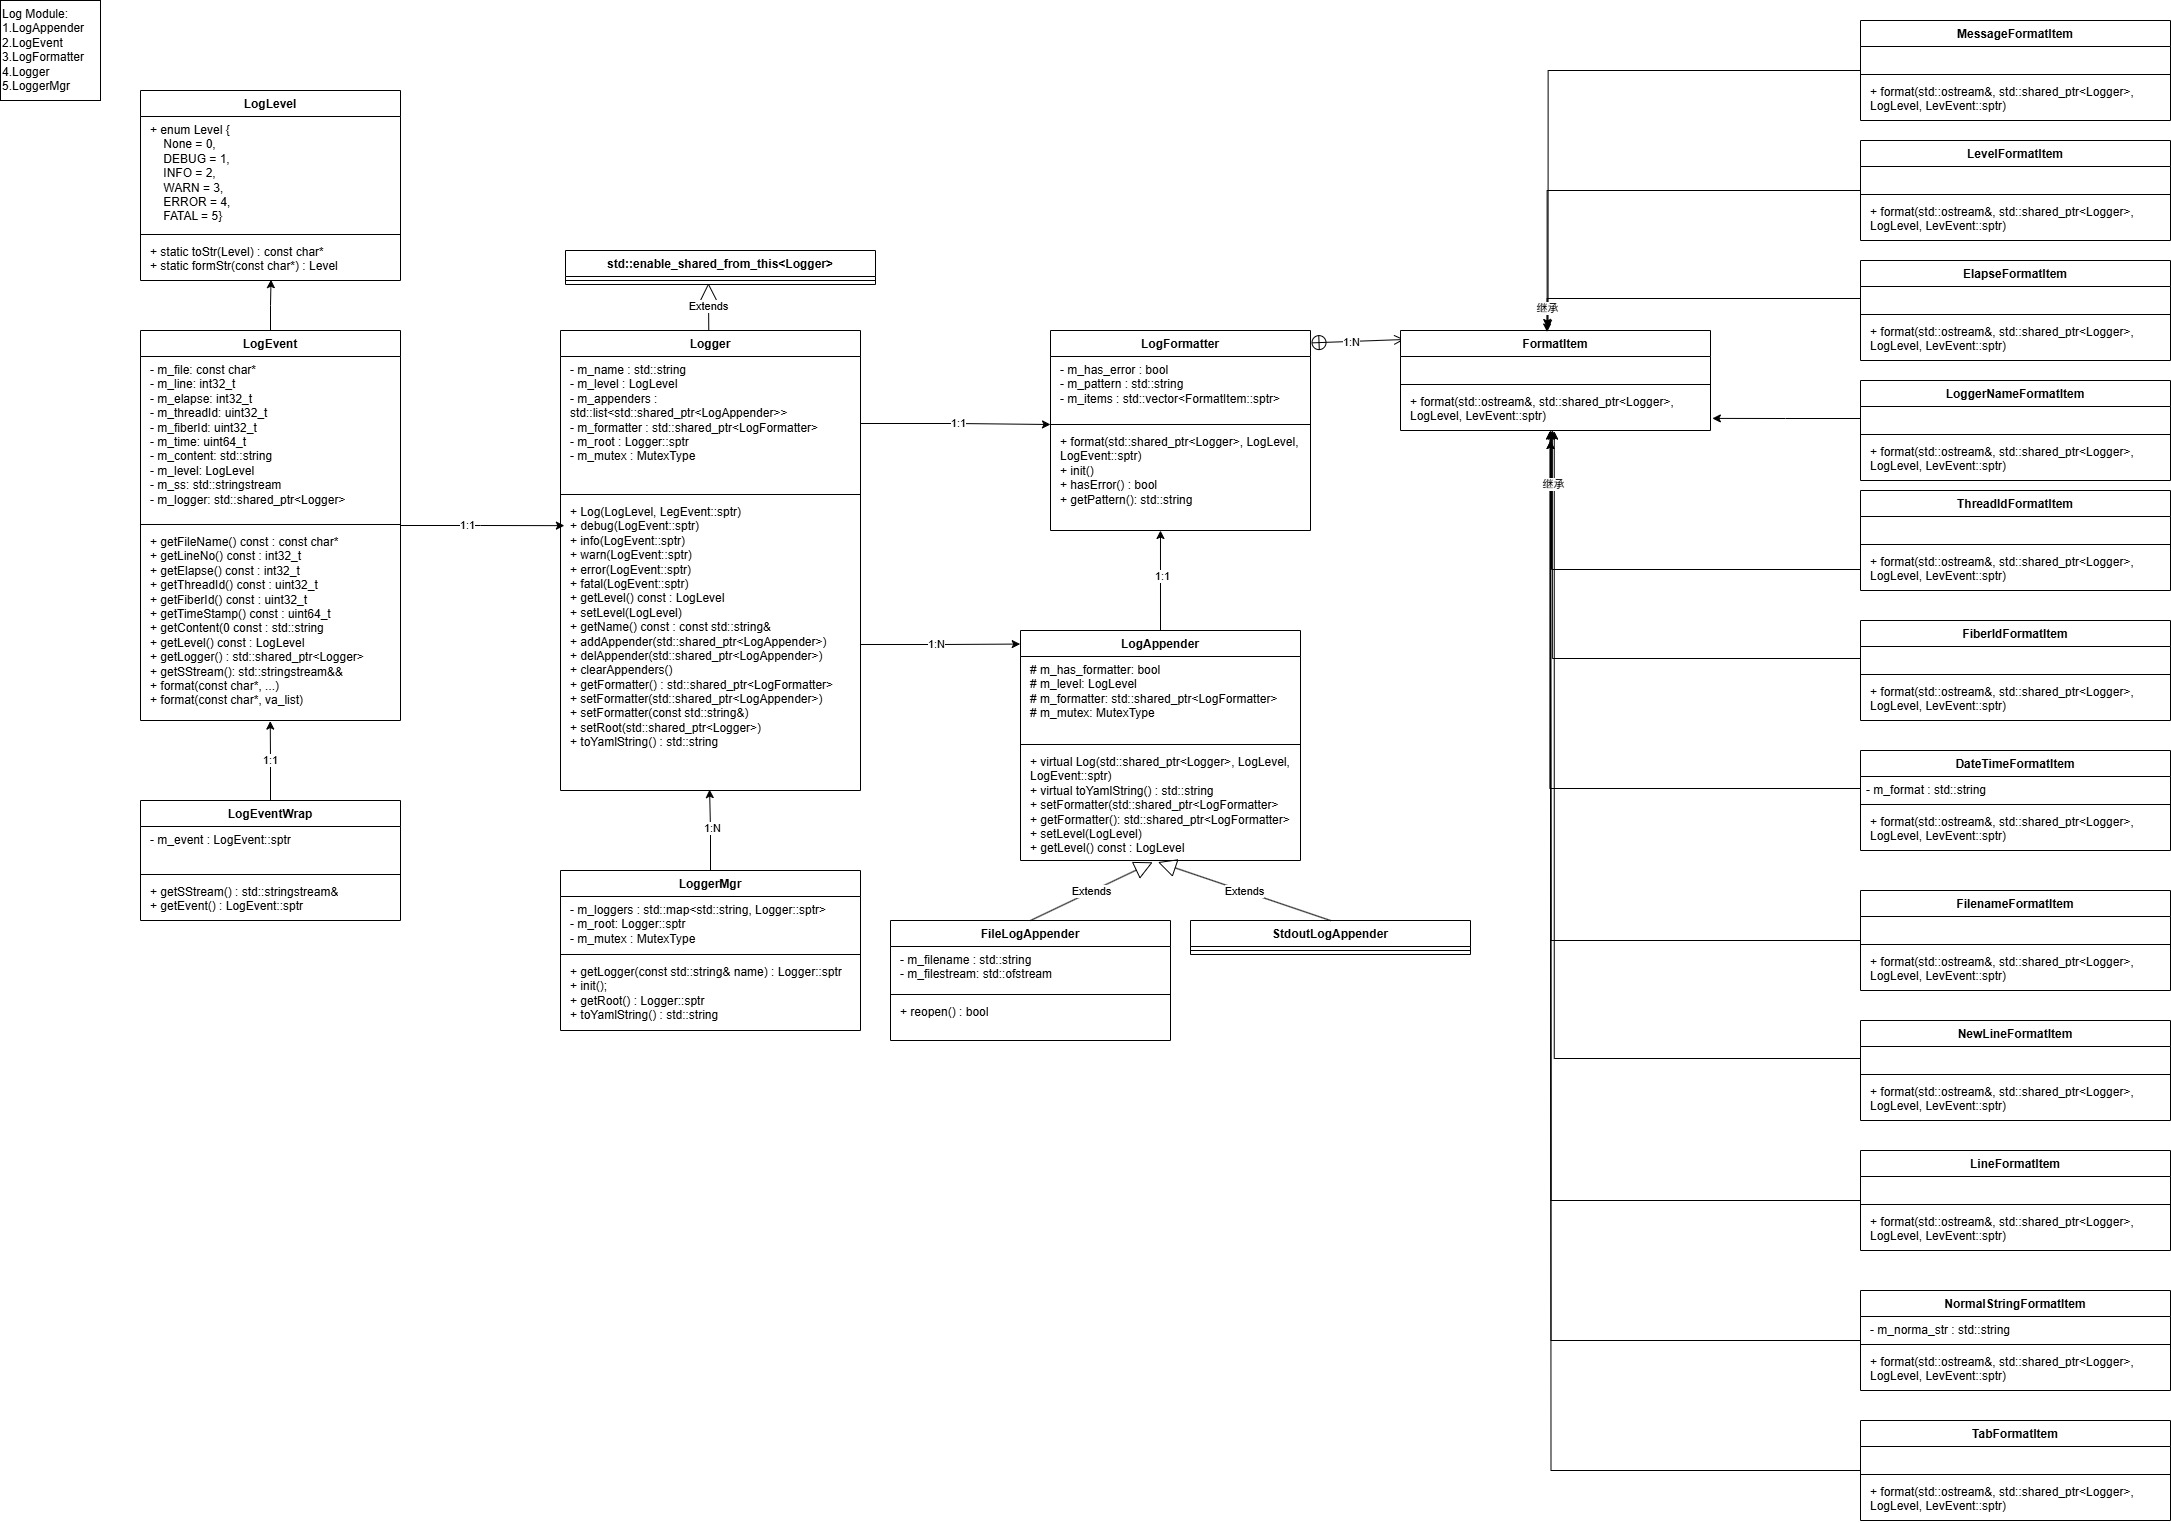 Log Module:
1.LogAppender
2.LogEvent
3.LogFormatter
4.Logger
5.LoggerMgr
LogLevel
+ enum Level {
None = 0,
DEBUG = 1,
INFO = 2,
WARN = 3,
ERROR = 4,
FATAL = 5}
+ static toStr(Level) : const char*
+ static formStr(const char*) : Level
LogEvent
- m_file: const char*
- m_line: int32_t
- m_elapse: int32_t
- m_threadId: uint32_t
- m_fiberId: uint32_t
- m_time: uint64_t
- m_content: std::string
- m_level: LogLevel
- m_ss: std::stringstream
- m_logger: std::shared_ptr<Logger>
+ getFileName() const : const char*
+ getLineNo() const : int32_t
+ getElapse() const : int32_t
+ getThreadId() const : uint32_t
+ getFiberId() const : uint32_t
+ getTimeStamp() const : uint64_t
+ getContent(0 const : std::string
+ getLevel() const : LogLevel
+ getLogger() : std::shared_ptr<Logger>
+ getSStream(): std::stringstream&&
+ format(const char*, ...)
+ format(const char*, va_list)
1:1
LogEventWrap
- m_event : LogEvent::sptr
+ getSStream() : std::stringstream&
+ getEvent() : LogEvent::sptr
1:1
std::enable_shared_from_this<Logger>
Extends
Logger
- m_name : std::string
- m_level : LogLevel
- m_appenders :
std::list<std::shared_ptr<LogAppender>>
- m_formatter : std::shared_ptr<LogFormatter>
- m_root : Logger::sptr
- m_mutex : MutexType
+ Log(LogLevel, LegEvent::sptr)
+ debug(LogEvent::sptr)
+ info(LogEvent::sptr)
+ warn(LogEvent::sptr)
+ error(LogEvent::sptr)
+ fatal(LogEvent::sptr)
+ getLevel() const : LogLevel
+ setLevel(LogLevel)
+ getName() const : const std::string&
+ addAppender(std::shared_ptr<LogAppender>)
+ delAppender(std::shared_ptr<LogAppender>)
+ clearAppenders()
+ getFormatter() : std::shared_ptr<LogFormatter>
+ setFormatter(std::shared_ptr<LogAppender>)
+ setFormatter(const std::string&)
+ setRoot(std::shared_ptr<Logger>)
+ toYamlString() : std::string
1:N
LoggerMgr
- m_loggers : std::map<std::string, Logger::sptr>
- m_root: Logger::sptr
- m_mutex : MutexType
+ getLogger(const std::string& name) : Logger::sptr
+ init();
+ getRoot() : Logger::sptr
+ toYamlString() : std::string
1:1
1:N
LogFormatter
- m_has_error : bool
- m_pattern : std::string
- m_items : std::vector<FormatItem::sptr>
+ format(std::shared_ptr<Logger>, LogLevel,
LogEvent::sptr)
+ init()
+ hasError() : bool
+ getPattern(): std::string
1:1
LogAppender
# m_has_formatter: bool
# m_level: LogLevel
# m_formatter: std::shared_ptr<LogFormatter>
# m_mutex: MutexType
+ virtual Log(std::shared_ptr<Logger>, LogLevel,
LogEvent::sptr)
+ virtual toYamlString() : std::string
+ setFormatter(std::shared_ptr<LogFormatter>
+ getFormatter(): std::shared_ptr<LogFormatter>
+ setLevel(LogLevel)
+ getLevel() const : LogLevel
Extends
Extends
FileLogAppender
- m_filename : std::string
- m_filestream: std::ofstream
+ reopen() : bool
StdoutLogAppender
1:N
继承
FormatItem
+ format(std::ostream&, std::shared_ptr<Logger>,
LogLevel, LevEvent::sptr)
继承
MessageFormatItem
+ format(std::ostream&, std::shared_ptr<Logger>,
LogLevel, LevEvent::sptr)
LevelFormatItem
+ format(std::ostream&, std::shared_ptr<Logger>,
LogLevel, LevEvent::sptr)
ElapseFormatItem
+ format(std::ostream&, std::shared_ptr<Logger>,
LogLevel, LevEvent::sptr)
LoggerNameFormatItem
+ format(std::ostream&, std::shared_ptr<Logger>,
LogLevel, LevEvent::sptr)
ThreadIdFormatItem
+ format(std::ostream&, std::shared_ptr<Logger>,
LogLevel, LevEvent::sptr)
FiberIdFormatItem
+ format(std::ostream&, std::shared_ptr<Logger>,
LogLevel, LevEvent::sptr)
DateTimeFormatItem
- m_format : std::string
+ format(std::ostream&, std::shared_ptr<Logger>,
LogLevel, LevEvent::sptr)
FilenameFormatItem
+ format(std::ostream&, std::shared_ptr<Logger>,
LogLevel, LevEvent::sptr)
NewLineFormatItem
+ format(std::ostream&, std::shared_ptr<Logger>,
LogLevel, LevEvent::sptr)
LineFormatItem
+ format(std::ostream&, std::shared_ptr<Logger>,
LogLevel, LevEvent::sptr)
NormalStringFormatItem
- m_norma_str : std::string
+ format(std::ostream&, std::shared_ptr<Logger>,
LogLevel, LevEvent::sptr)
TabFormatItem
+ format(std::ostream&, std::shared_ptr<Logger>,
LogLevel, LevEvent::sptr)